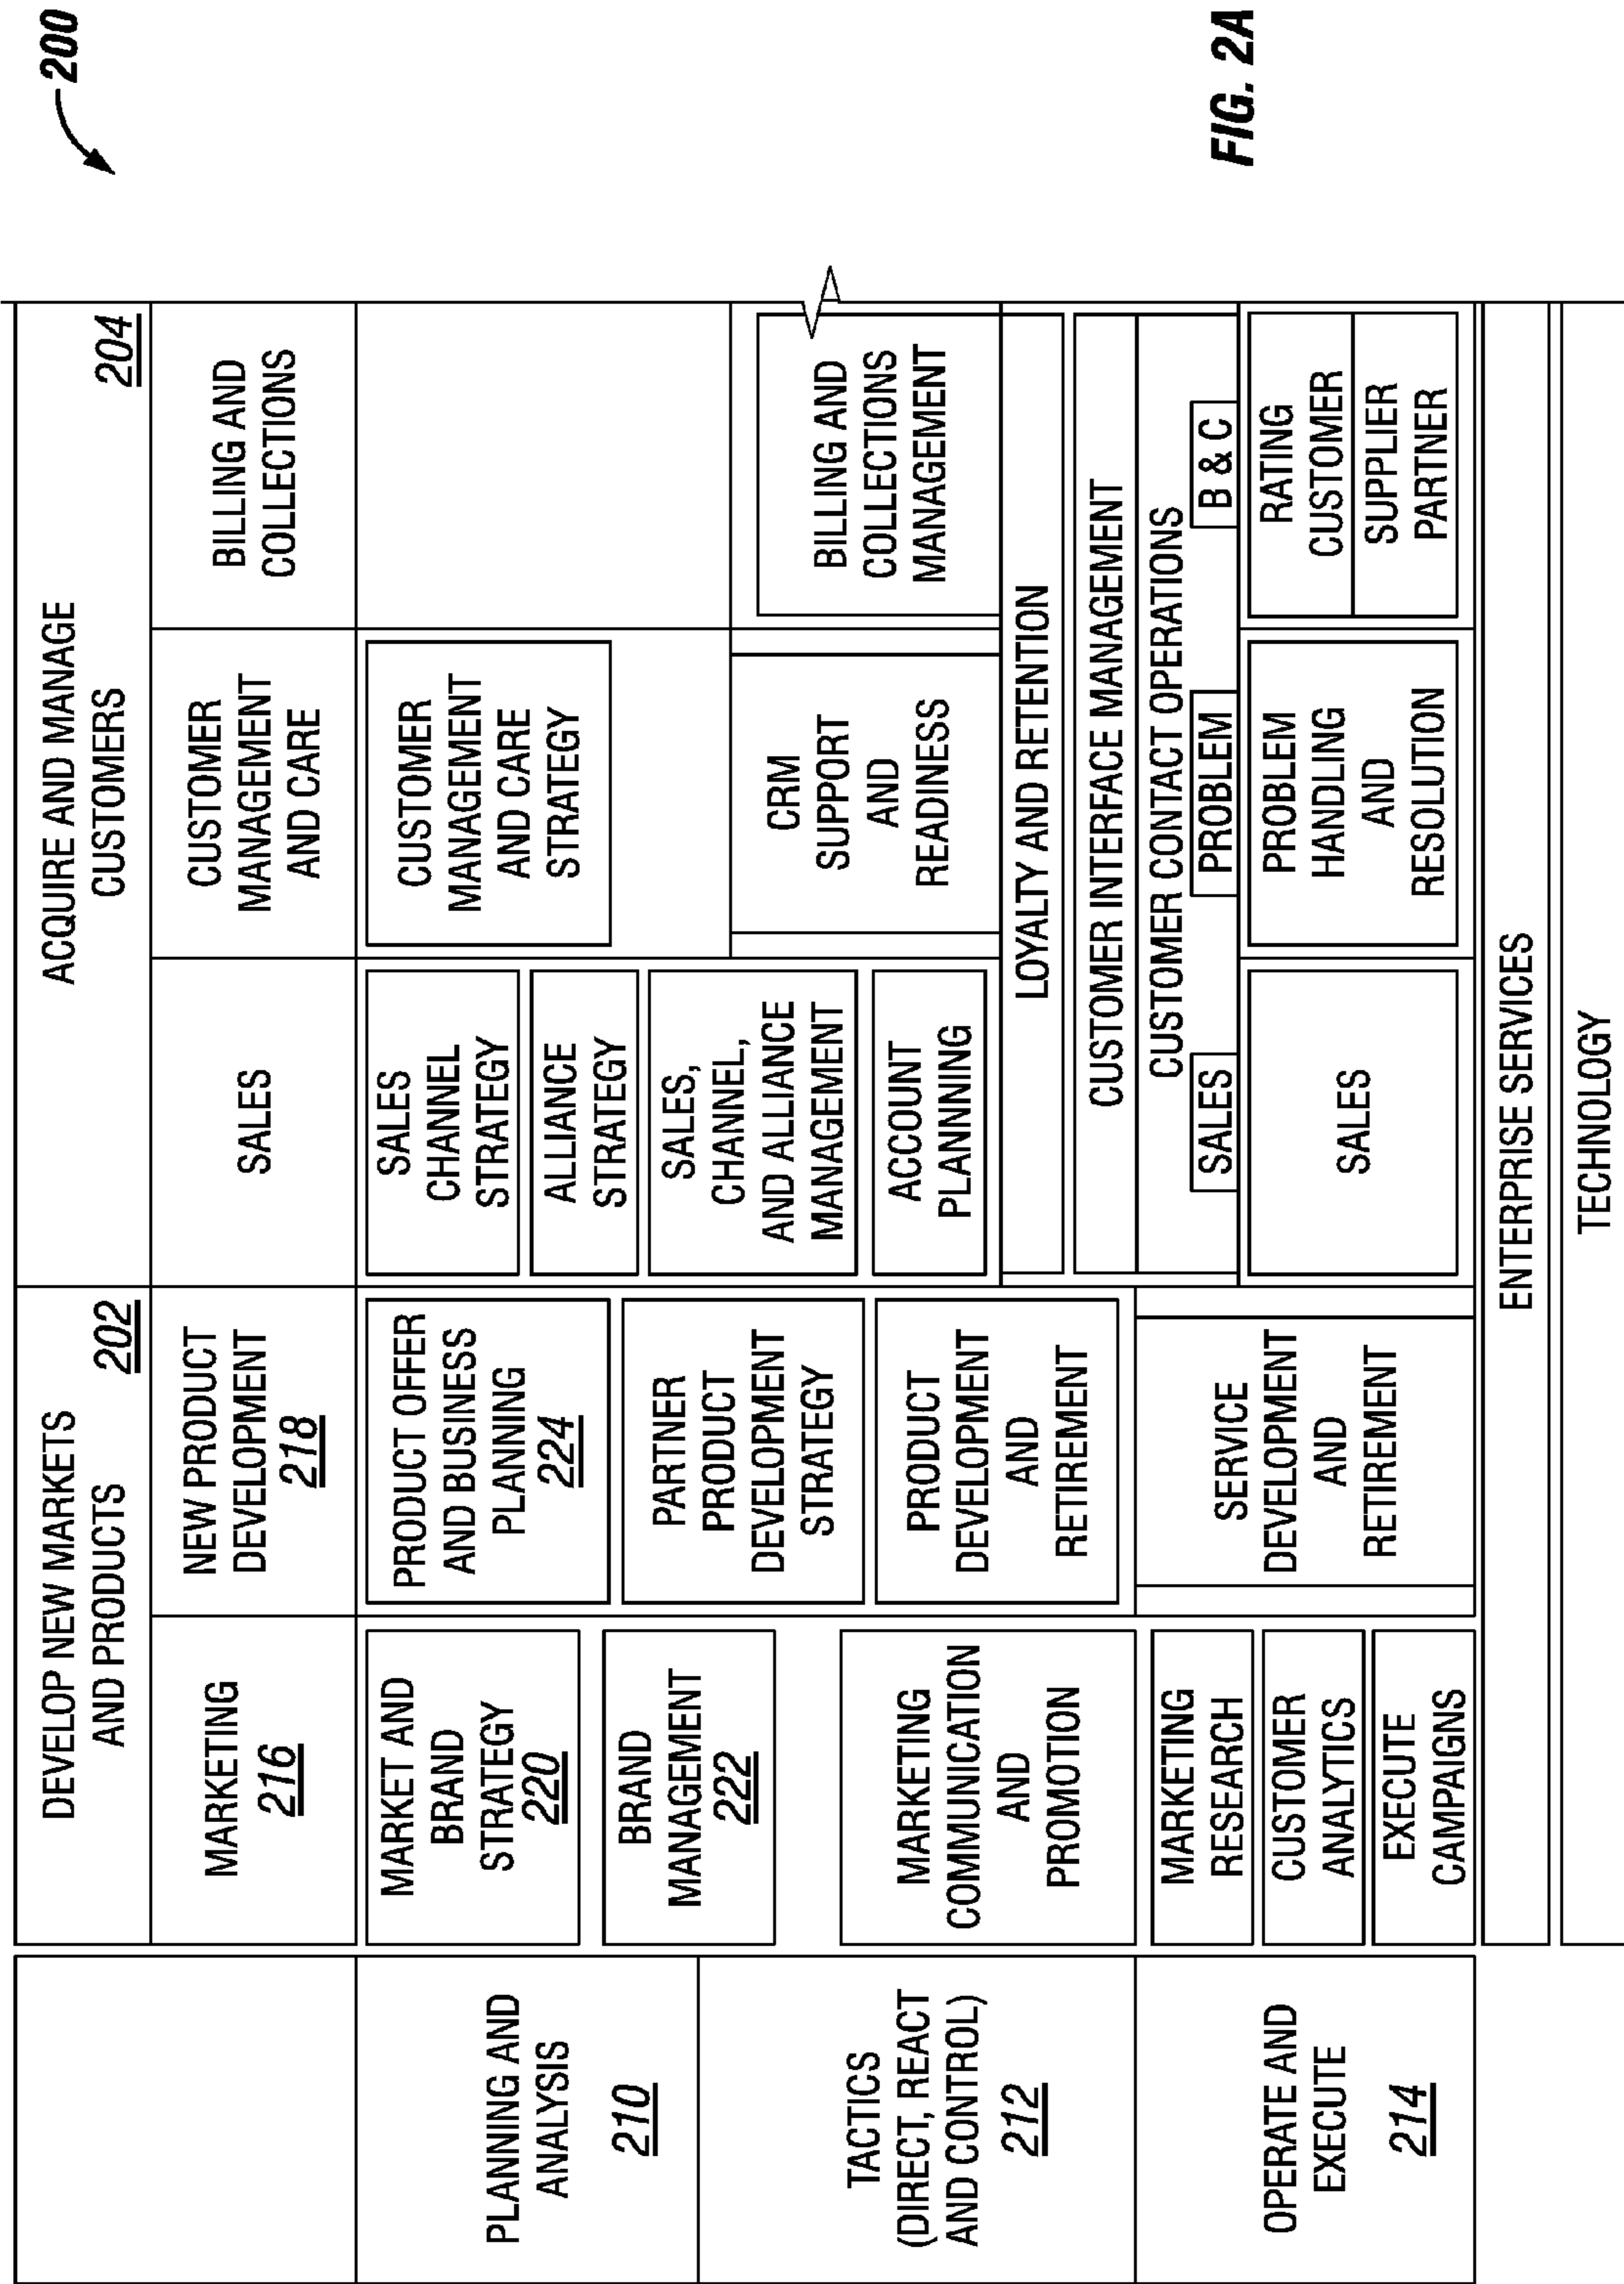 200
DEVELOP NEW MARKETS
AND PRODUCTS
202
ACQUIRE AND MANAGE
CUSTOMERS
204
MARKETING
216
NEW PRODUCT
DEVELOPMENT
218
SALES
CUSTOMER
MANAGEMENT
AND CARE
BILLING AND
COLLECTIONS
PLANNING AND
ANALYSIS
210
MARKET AND
BRAND
STRATEGY
220
BRAND
MANAGEMENT
222
PRODUCT OFFER
AND BUSINESS
PLANNING
224
PARTNER
PRODUCT
DEVELOPMENT
STRATEGY
SALES
CHANNEL
STRATEGY
ALLIANCE
STRATEGY
CUSTOMER
MANAGEMENT
AND CARE
STRATEGY
TACTICS
(DIRECT, REACT
AND CONTROL)
212
MARKETING
COMMUNICATION
AND
PROMOTION
PRODUCT
DEVELOPMENT
AND
RETIREMENT
SALES,
CHANNEL,
AND ALLIANCE
MANAGEMENT
ACCOUNT
PLANNING
CRM
SUPPORT
AND
READINESS
BILLING AND
COLLECTIONS
MANAGEMENT
LOYALTY AND RETENTION
CUSTOMER INTERFACE MANAGEMENT
OPERATE AND
EXECUTE
214
MARKETING
RESEARCH
CUSTOMER
ANALYTICS
EXECUTE
CAMPAIGNS
SERVICE
DEVELOPMENT
AND
RETIREMENT
CUSTOMER CONTACT OPERATIONS
SALES
PROBLEM
B & C
SALES
PROBLEM
HANDLING
AND
RESOLUTION
RATING
CUSTOMER
SUPPLIER
PARTNER
ENTERPRISE SERVICES
TECHNOLOGY
FIG. 2A